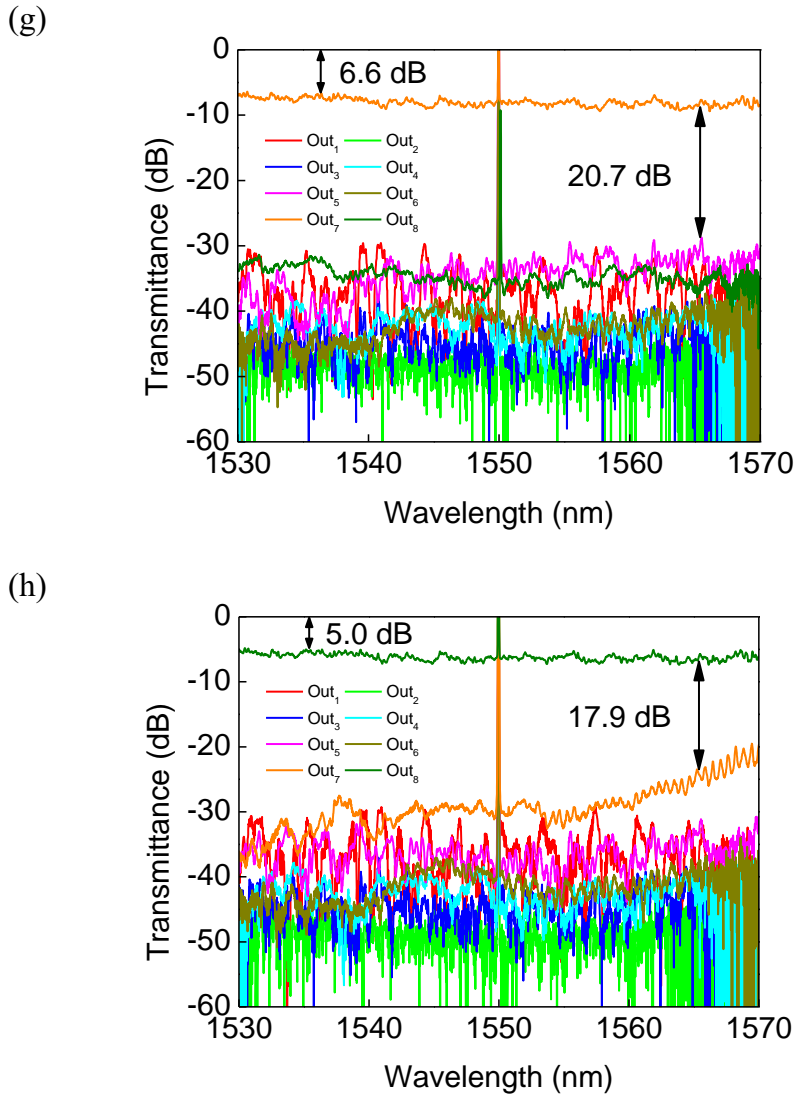 (g)
0
-10
-20
-30
-40
-50
-60
Transmittance (dB)
6.6 dB
20.7 dB
Out1 Out2
Out3 Out4
Out5 Out6
Out7 Out8
1530 1540 1550 1560 1570
Wavelength (nm)
(h)
0
-10
-20
-30
-40
-50
-60
Transmittance (dB)
5.0 dB
17.9 dB
Out1 Out2
Out3 Out4
Out5 Out6
Out7 Out8
1530 1540 1550 1560 1570
Wavelength (nm)